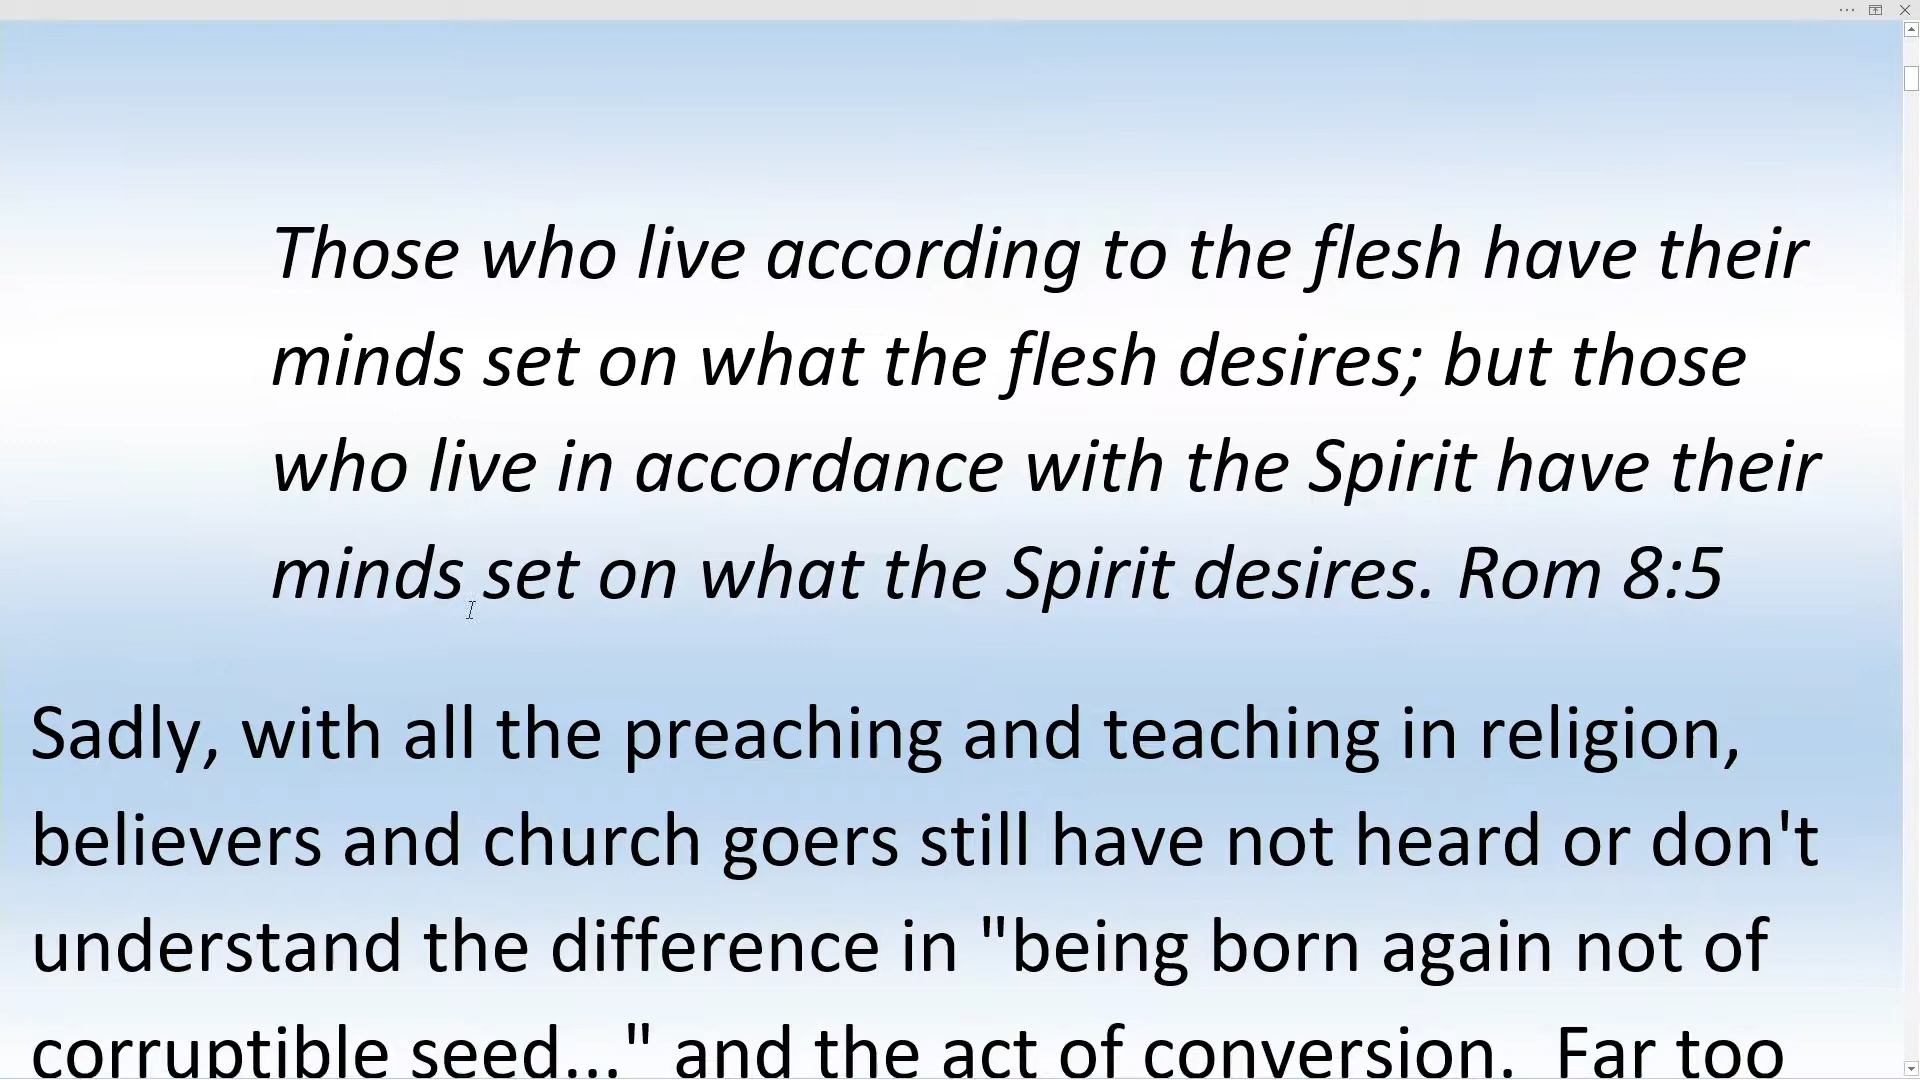 Those who live according to the flesh have their
minds set on what the flesh desires; but those
who live in accordance with the Spirit have their
minds set on what the Spirit desires. Rom 8:5
Sadly, with all the preaching and teaching in religion,
believers and church goers still have not heard or don't
understand the difference in "being born again not of
corruptible seed..." and the act of conversion.  Far too